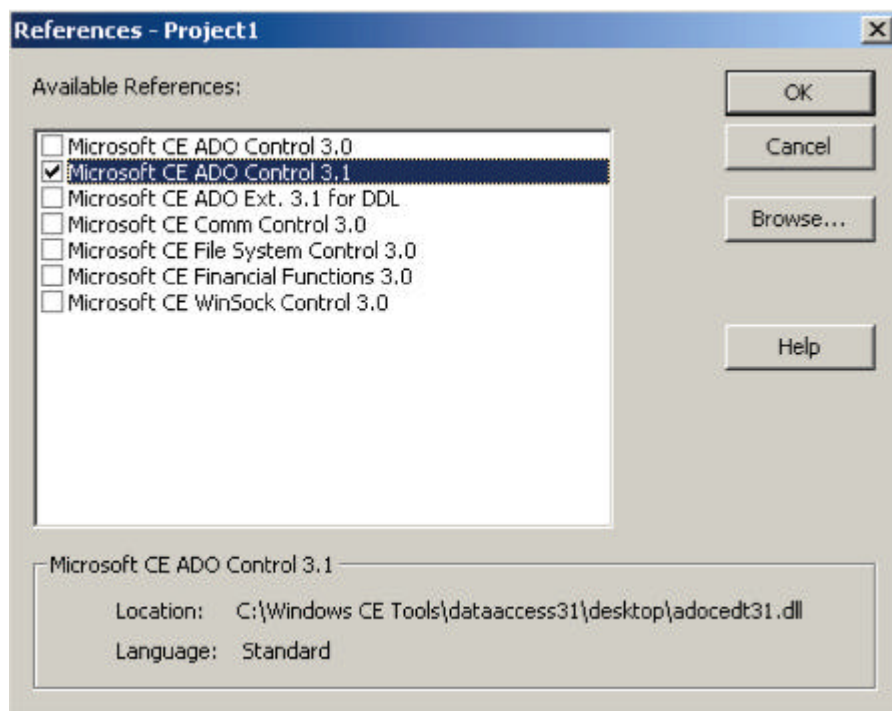 References - Project1
Available References:
Microsoft CE ADO Control 3.0
Microsoft CE ADO Control 3.1
Microsoft CE ADO Ext. 3.1 for DDL
Microsoft CE Comm Control 3.0
Microsoft CE File System Control 3.0
Microsoft CE Financial Functions 3.0
Microsoft CE WinSock Control 3.0
OK
Cancel
Browse...
Help
Microsoft CE ADO Control 3.1
Location: C:\Windows CE Tools\dataaccess31\desktop\adocedt31.dll
Language: Standard